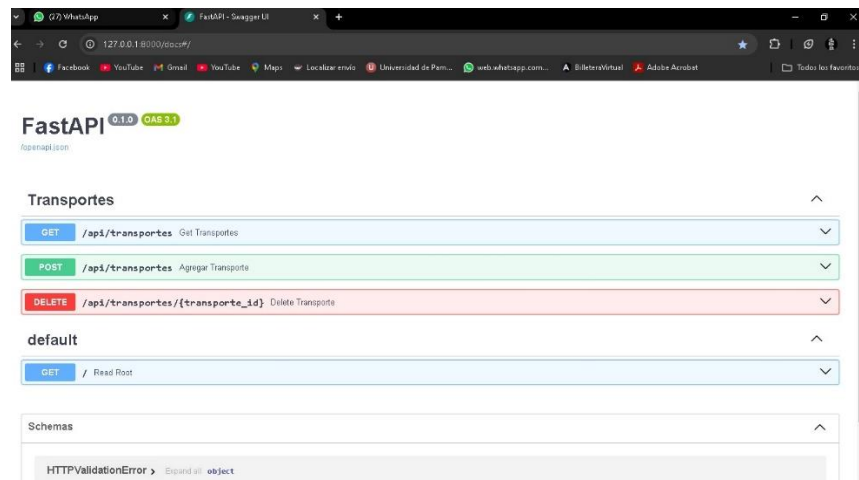 (27) WhatsApp
FastAPI - Swagger UI
127.0.0.1:8000/docs#/
Facebook YouTube Gmail YouTube Maps Localizar envío Universidad de Pam... web.whatsapp.com... BilleteraVirtual Adobe Acrobat Todos los favoritos
FastAPI 0.1.0 OAS 3.1
/openapi.json
Transportes
GET /api/transportes Get Transportes
POST /api/transportes Agregar Transporte
DELETE /api/transportes/{transporte_id} Delete Transporte
default
GET / Read Root
Schemas
HTTPValidationError Expand all object